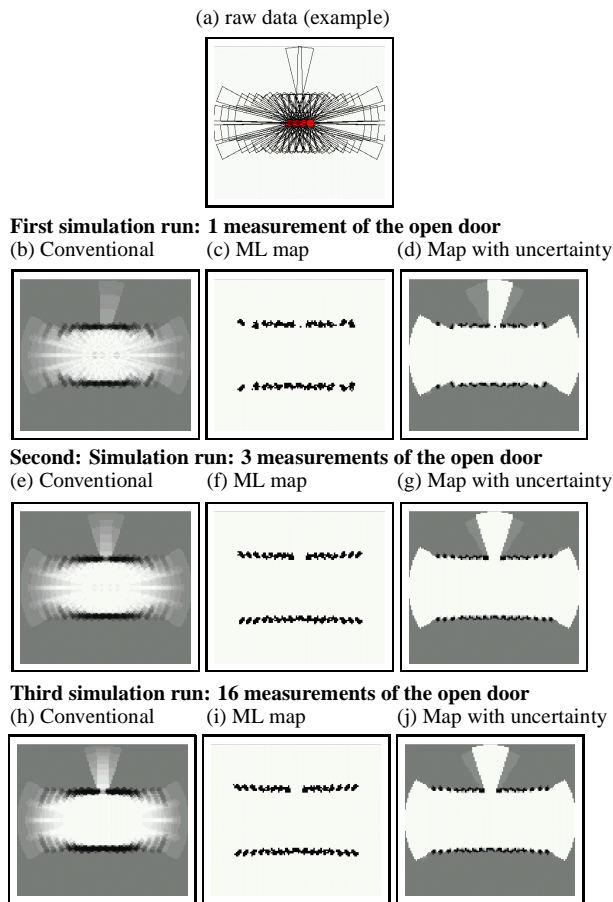 (a) raw data (example)
First simulation run: 1 measurement of the open door
(b) Conventional (c) ML map (d) Map with uncertainty
Second: Simulation run: 3 measurements of the open door
(e) Conventional (f) ML map (g) Map with uncertainty
Third simulation run: 16 measurements of the open door
(h) Conventional (i) ML map (j) Map with uncertainty